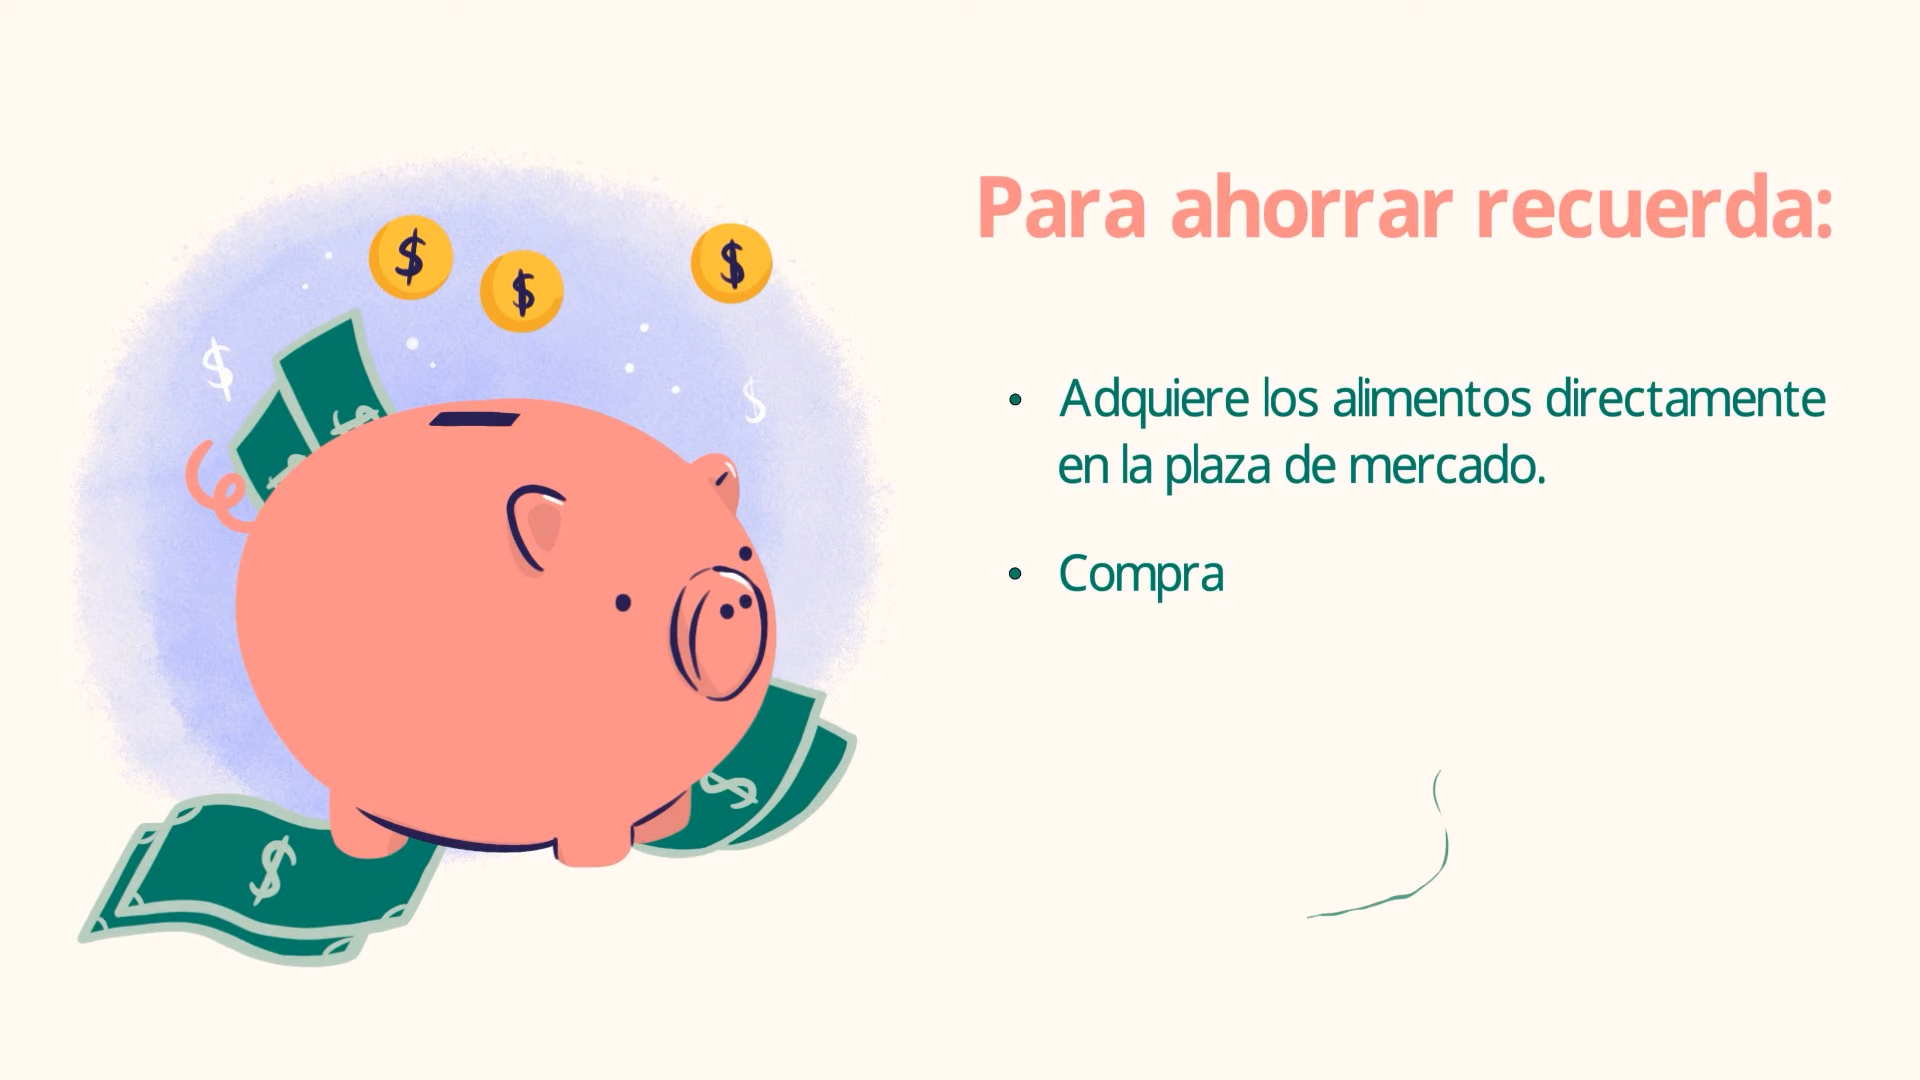 Para ahorrar recuerda:
• Adquiere los alimentos directamente
en la plaza de mercado.
• Compra
$
$
$
$
$
$
$